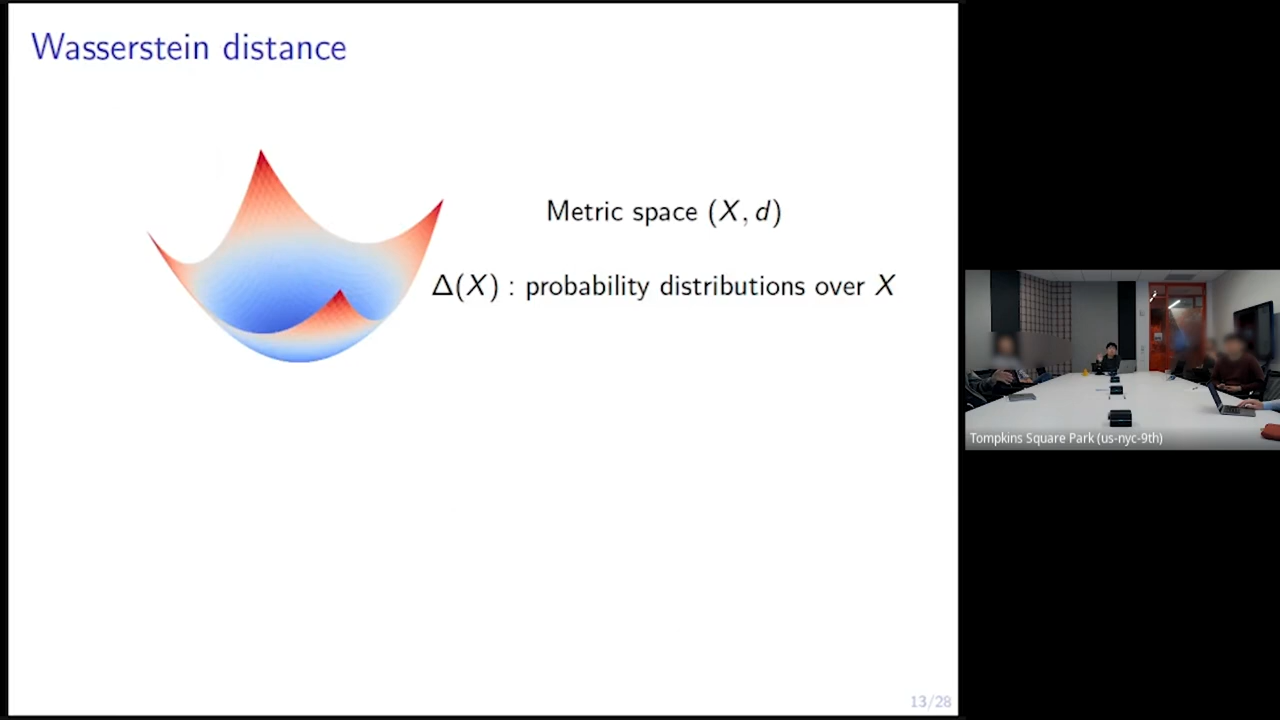 Wasserstein distance
Metric space (X, d)
Δ(X) : probability distributions over X
13/28
Tompkins Square Park (us-nyc-9th)